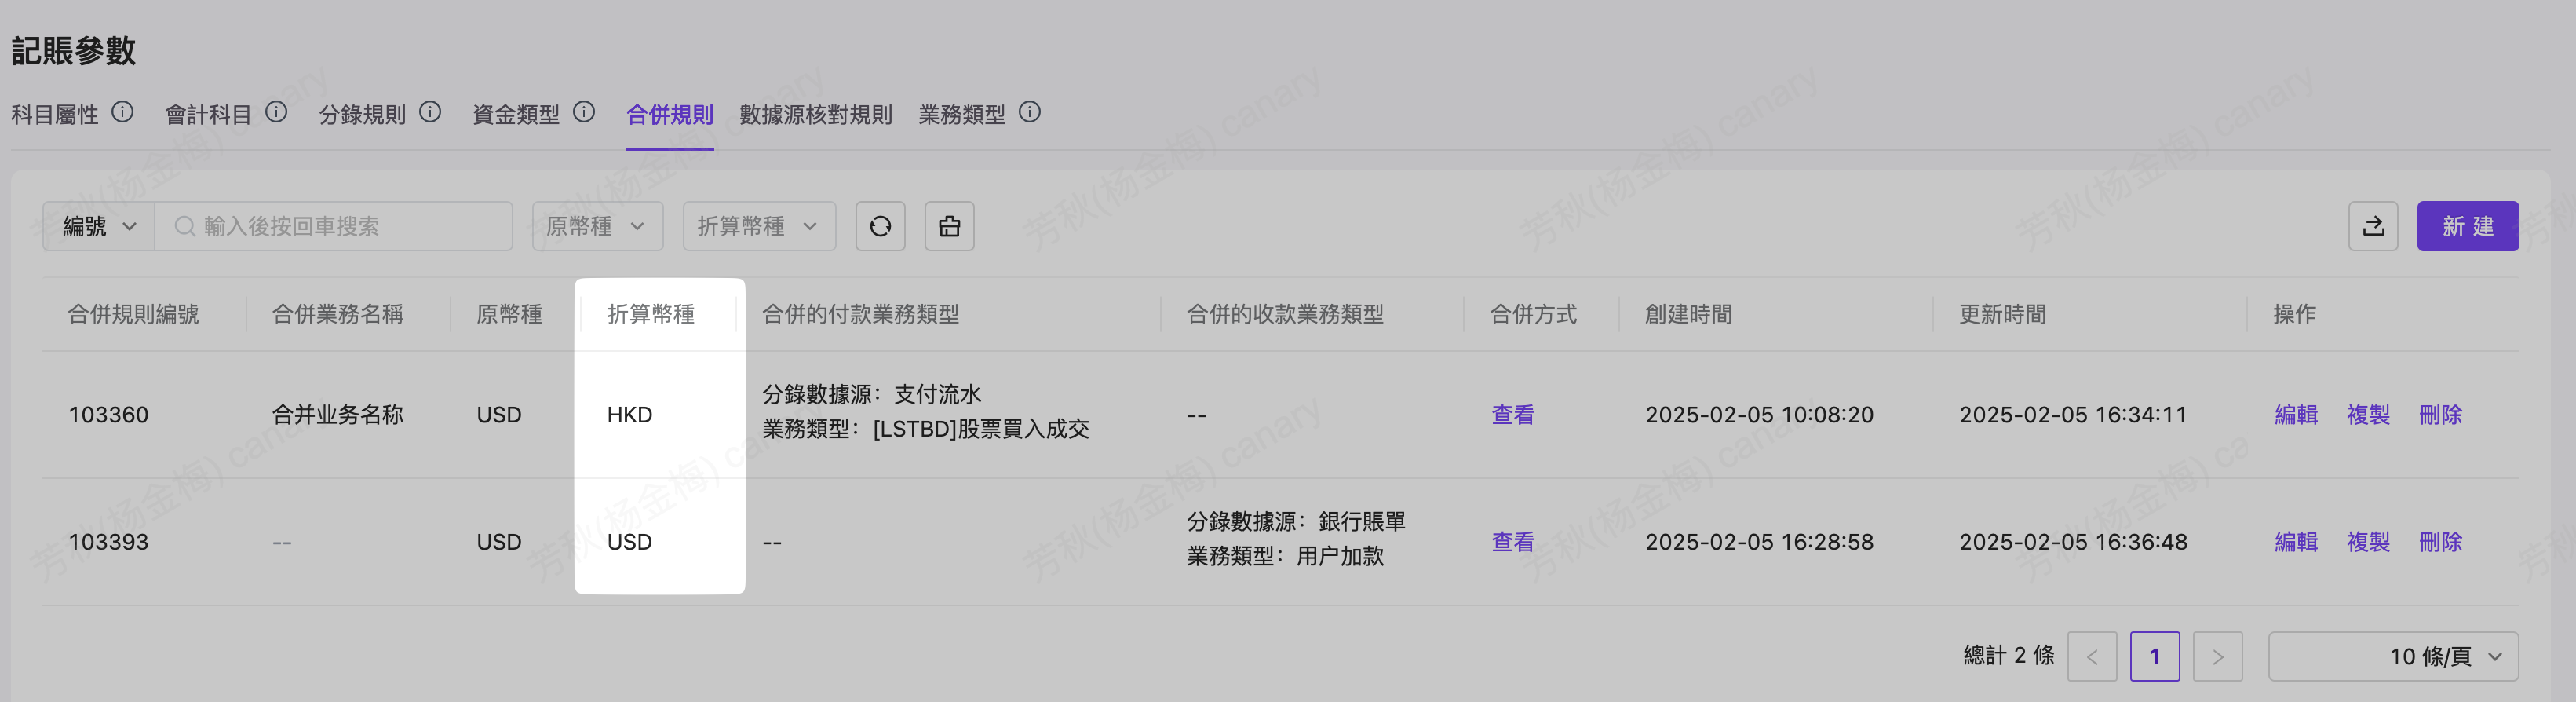 記賬參數
科目屬性 會計科目 分錄規則 資金類型 合併規則 數據源核對規則 業務類型
編號 輸入後按回車搜索 原幣種 折算幣種 新 建
合併規則編號 合併業務名稱 原幣種 折算幣種 合併的付款業務類型 合併的收款業務類型 合併方式 創建時間 更新時間 操作
103360 合并业务名称 USD HKD 分錄數據源：支付流水 -- 查看 2025-02-05 10:08:20 2025-02-05 16:34:11 編輯 複製 刪除
業務類型：[LSTBD]股票買入成交
103393 -- USD USD -- 分錄數據源：銀行賬單 查看 2025-02-05 16:28:58 2025-02-05 16:36:48 編輯 複製 刪除
業務類型：用户加款
總計 2 條 < 1 > 10 條/頁
芳秋(杨金梅) canary